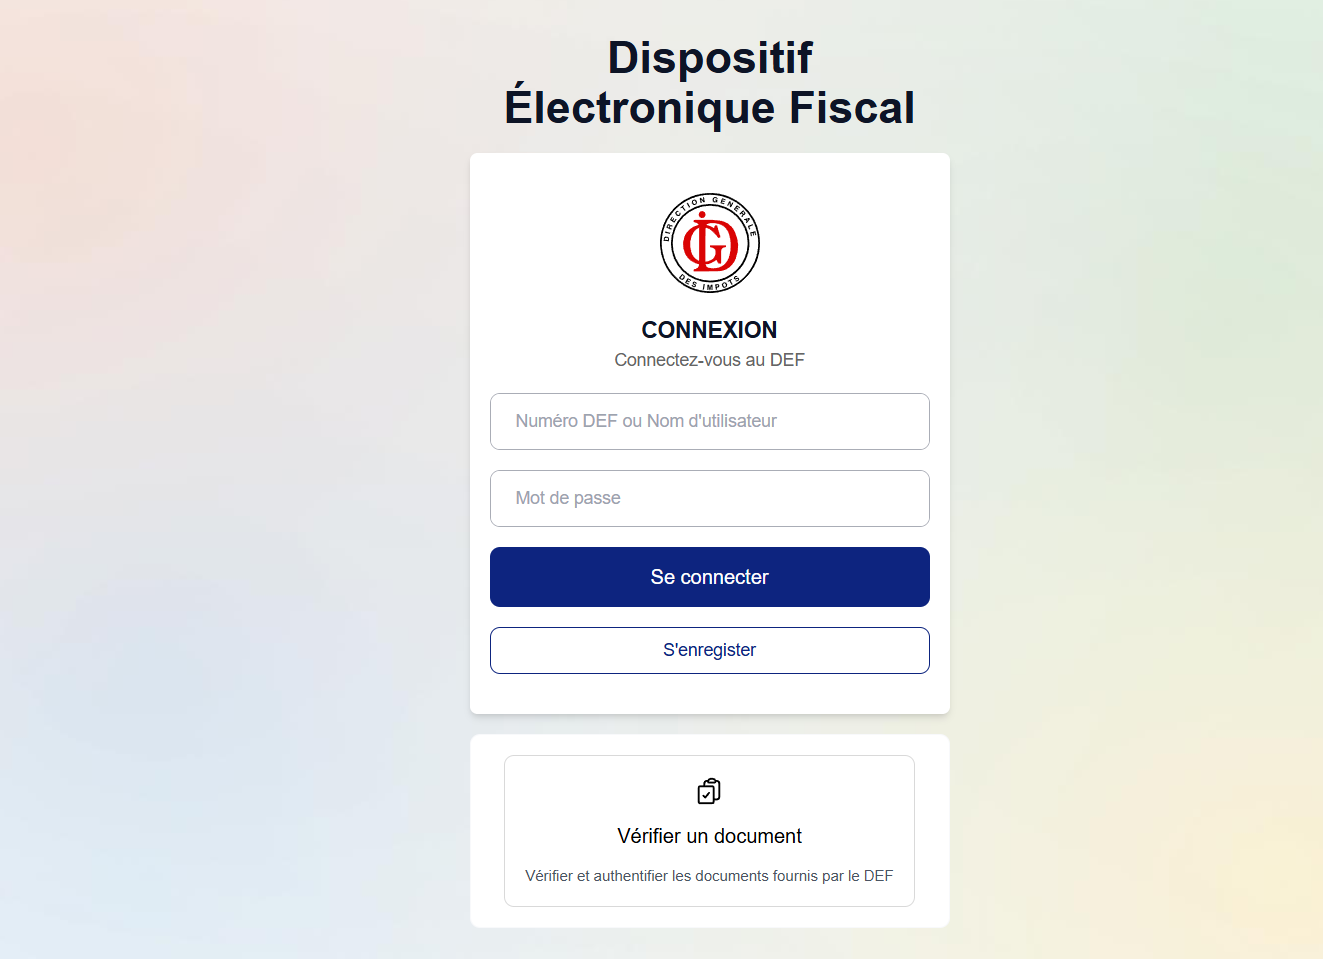 Dispositif
Électronique Fiscal
DIRECTION GENERALE
DGI
DES IMPOTS
CONNEXION
Connectez-vous au DEF
Numéro DEF ou Nom d'utilisateur
Mot de passe
Se connecter
S'enregister
Vérifier un document
Vérifier et authentifier les documents fournis par le DEF